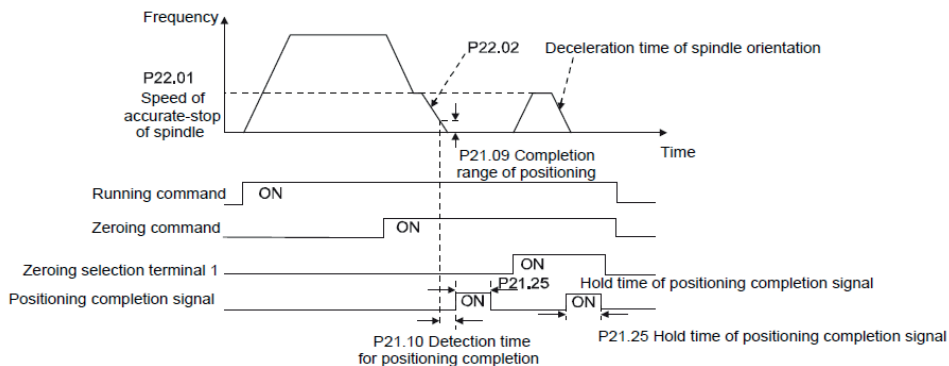 Frequency
P22.02
Deceleration time of spindle orientation
P22.01
Speed of
accurate-stop
of spindle
Time
P21.09 Completion
range of positioning
Running command
ON
Zeroing command
ON
Zeroing selection terminal 1
ON
P21.25
Hold time of positioning completion signal
Positioning completion signal
ON
ON
P21.10 Detection time
for positioning completion
P21.25 Hold time of positioning completion signal